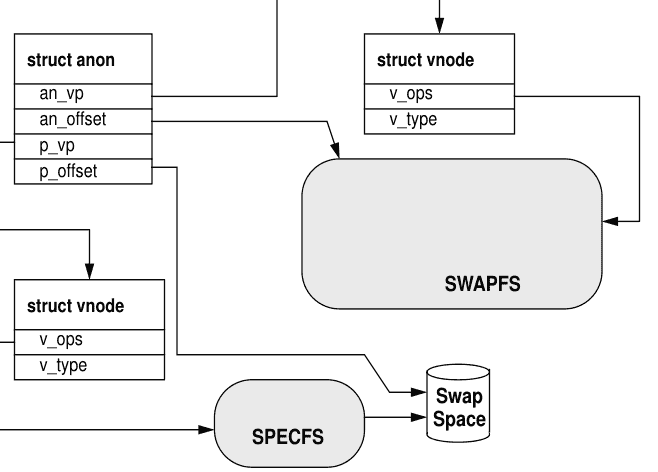 struct anon
an_vp
an_offset
p_vp
p_offset
struct vnode
v_ops
v_type
SWAPFS
struct vnode
v_ops
v_type
SPECFS
Swap
Space